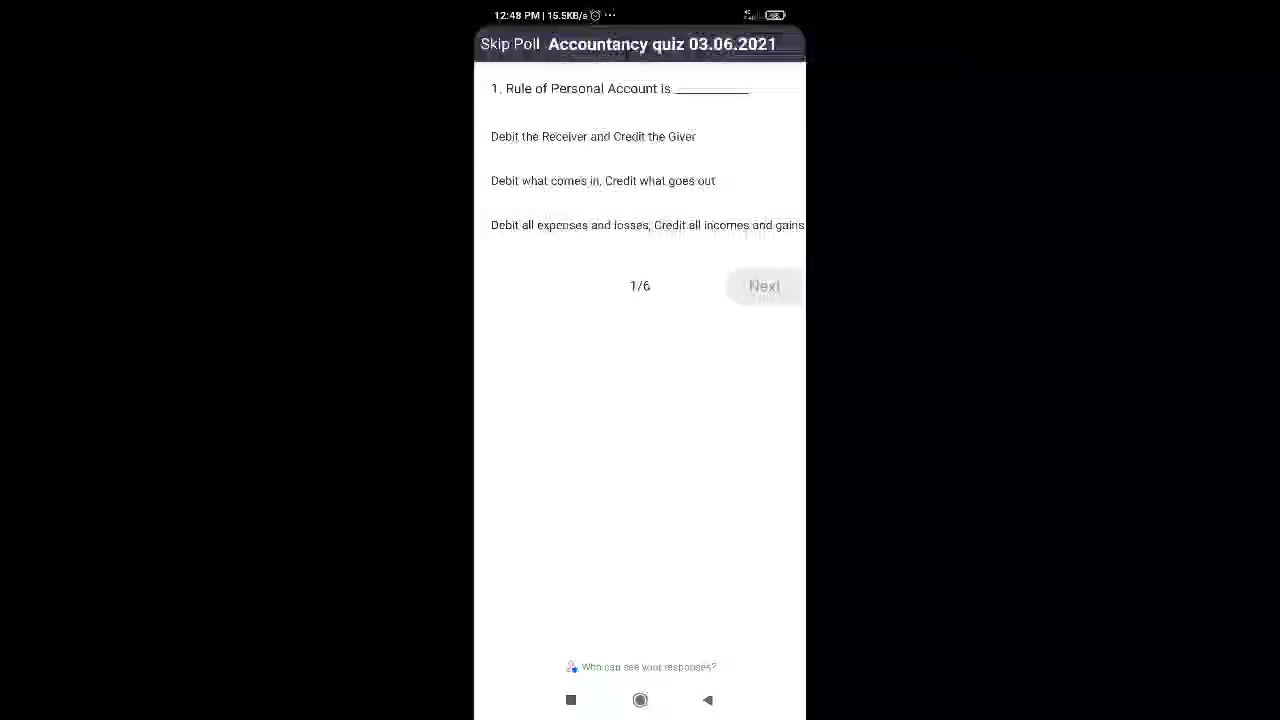 12:48 PM | 15.5KB/s
Skip Poll Accountancy quiz 03.06.2021
1. Rule of Personal Account is __________
Debit the Receiver and Credit the Giver
Debit what comes in, Credit what goes out
Debit all expenses and losses, Credit all incomes and gains
1/6 Next
Who can see your responses?